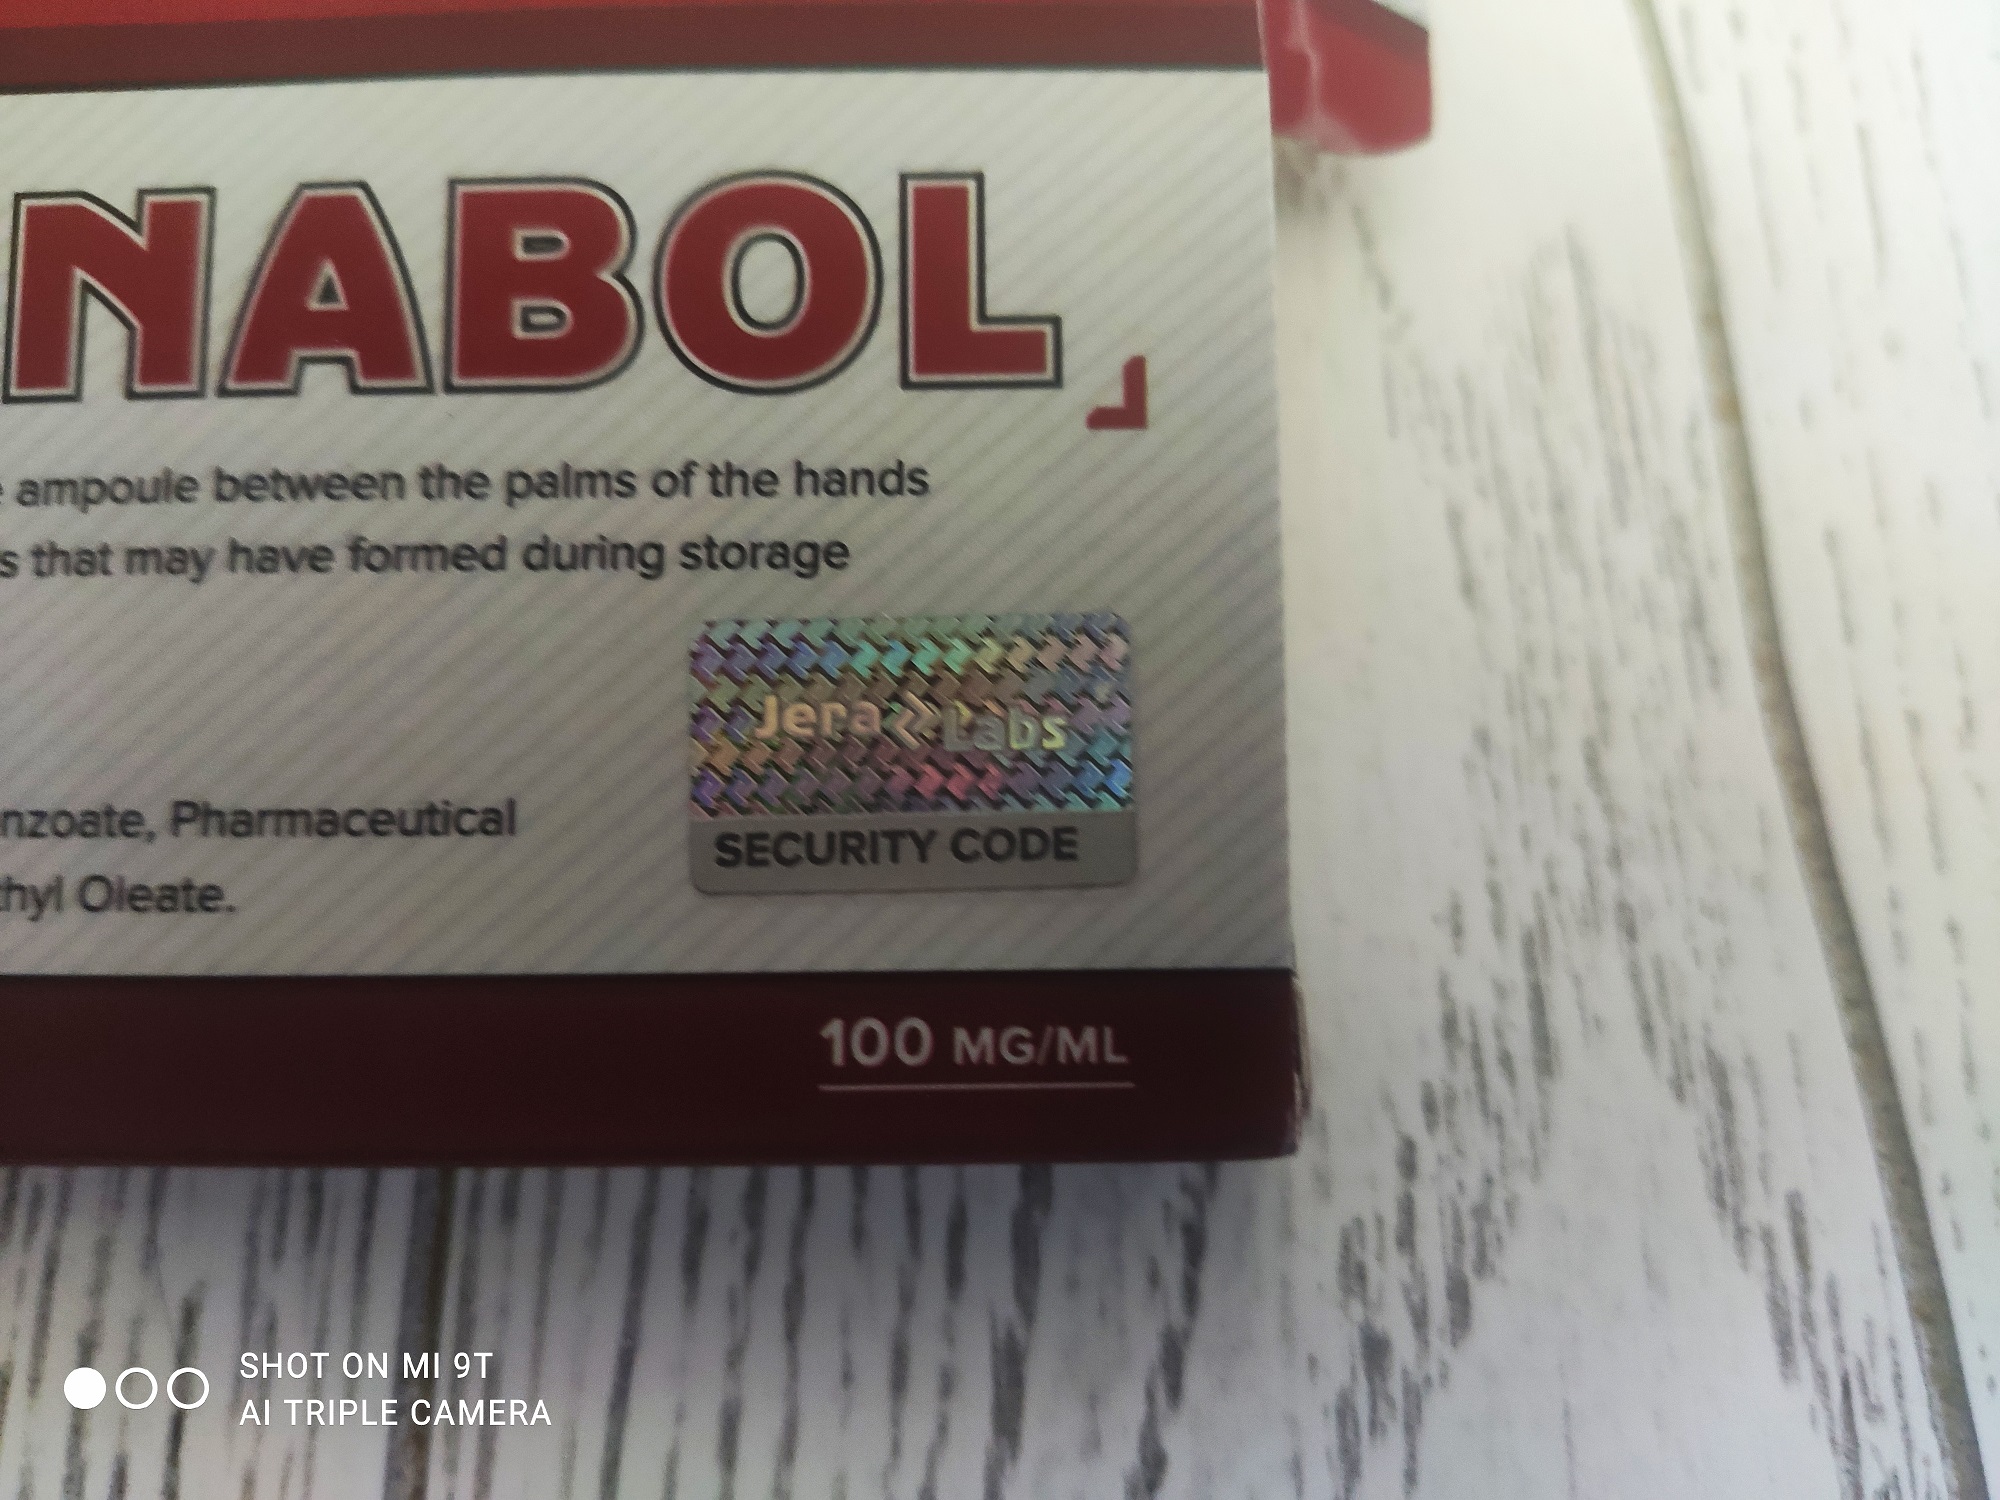 NABOL
ampoule between the palms of the hands
s that may have formed during storage
Jera Labs
nzoate, Pharmaceutical
SECURITY CODE
thyl Oleate.
100 MG/ML
SHOT ON MI 9T
AI TRIPLE CAMERA